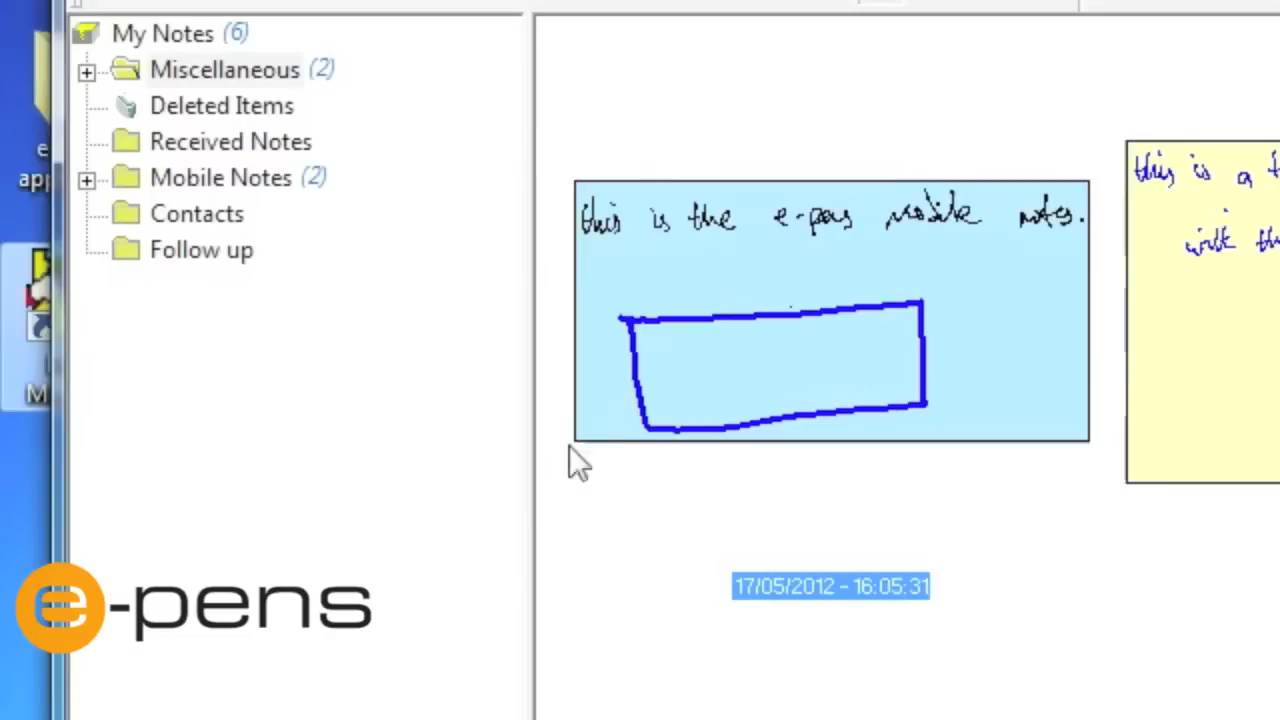 My Notes (6)
Miscellaneous (2)
Deleted Items
Received Notes
Mobile Notes (2)
Contacts
Follow up
this is the e-pens mobile notes.
this is a
with
17/05/2012 - 16:05:31
e-pens